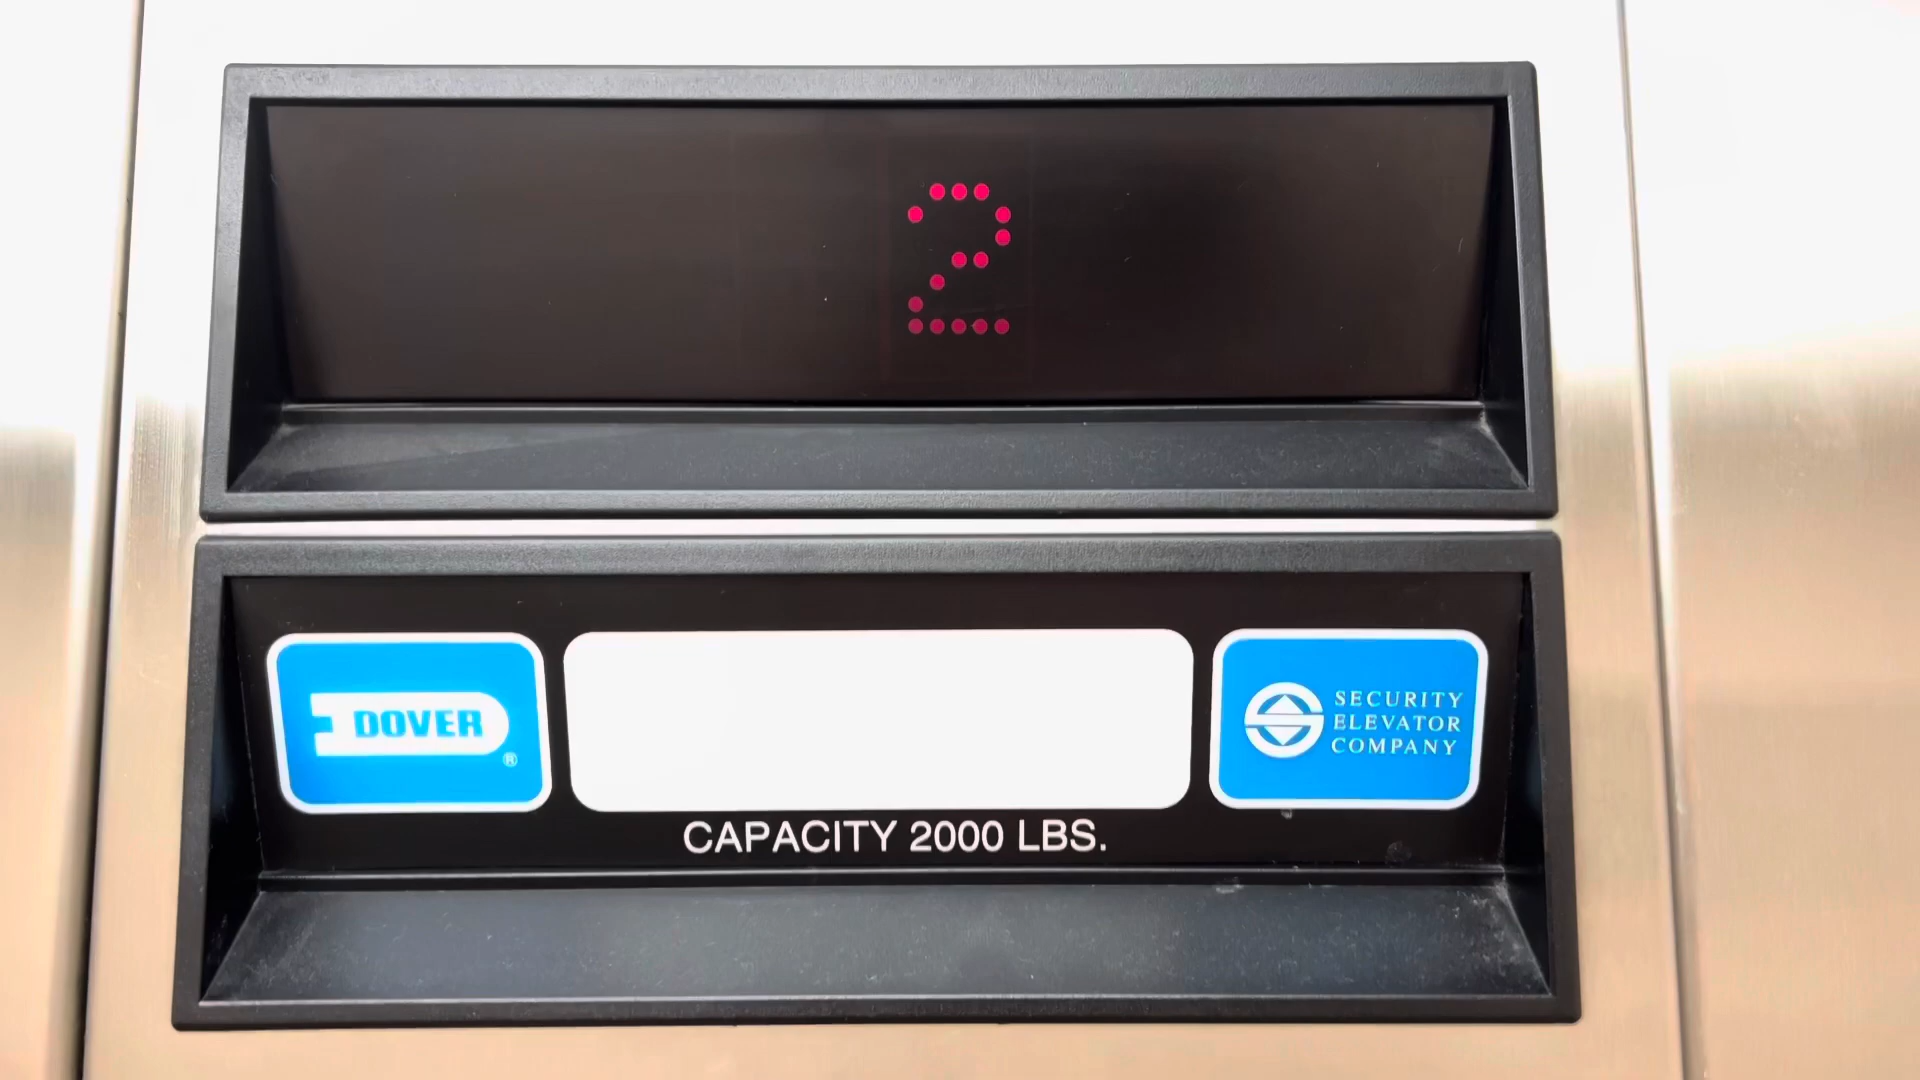 2
DOVER
®
SECURITY
ELEVATOR
COMPANY
CAPACITY 2000 LBS.